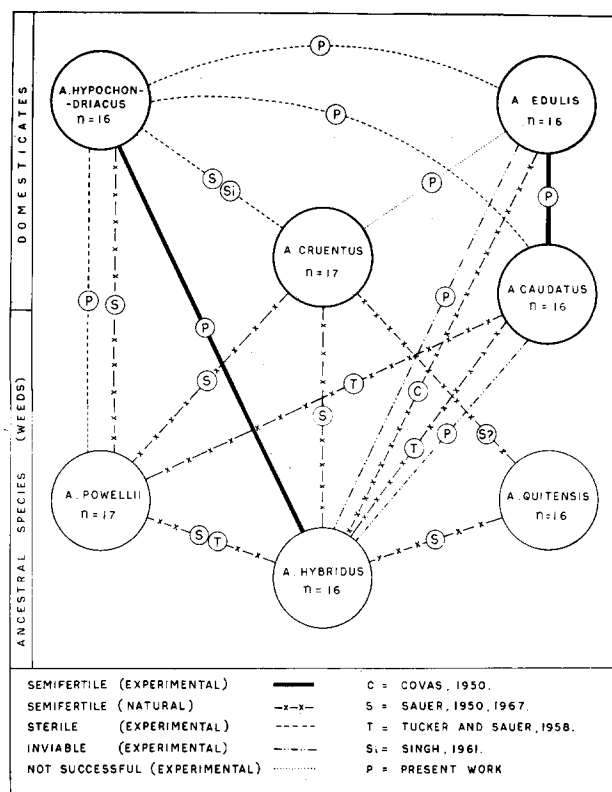 DOMESTICATES
ANCESTRAL SPECIES (WEEDS)
A. HYPOCHON-
-DRIACUS
n = 16
A. EDULIS
n = 16
A. CRUENTUS
n = 17
A. CAUDATUS
n = 16
A. POWELLII
n = 17
A. HYBRIDUS
n = 16
A. QUITENSIS
n = 16
P
P
S
Si
P
P
P
S
P
P
S
T
C
S
T
P
S?
S
T
S
SEMIFERTILE (EXPERIMENTAL)
SEMIFERTILE (NATURAL) -x-x-
STERILE (EXPERIMENTAL)
INVIABLE (EXPERIMENTAL)
NOT SUCCESSFUL (EXPERIMENTAL)
C = COVAS, 1950.
S = SAUER, 1950, 1967.
T = TUCKER AND SAUER, 1958.
Si = SINGH, 1961.
P = PRESENT WORK